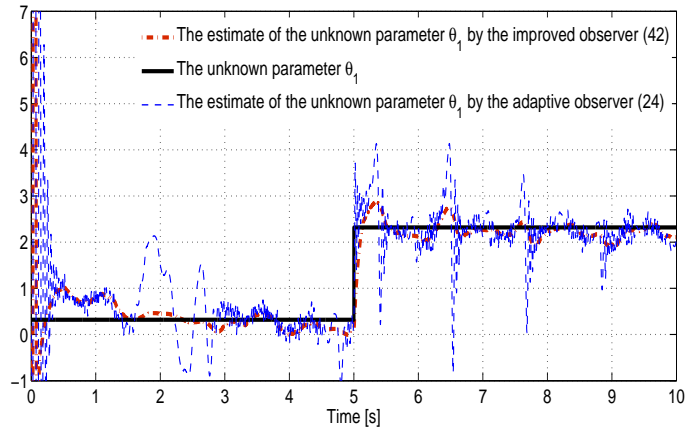 The estimate of the unknown parameter θ₁ by the improved observer (42)
The unknown parameter θ₁
The estimate of the unknown parameter θ₁ by the adaptive observer (24)
7
6
5
4
3
2
1
0
−1
0 1 2 3 4 5 6 7 8 9 10
Time [s]